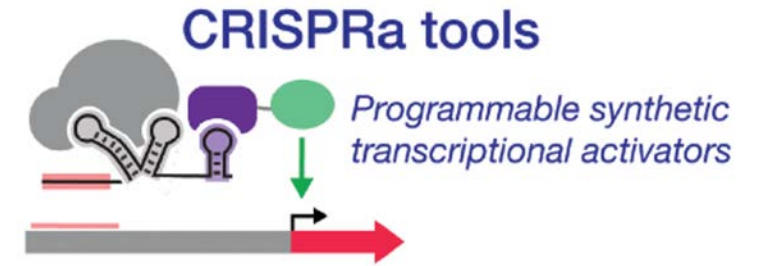 CRISPRa tools
Programmable synthetic
transcriptional activators